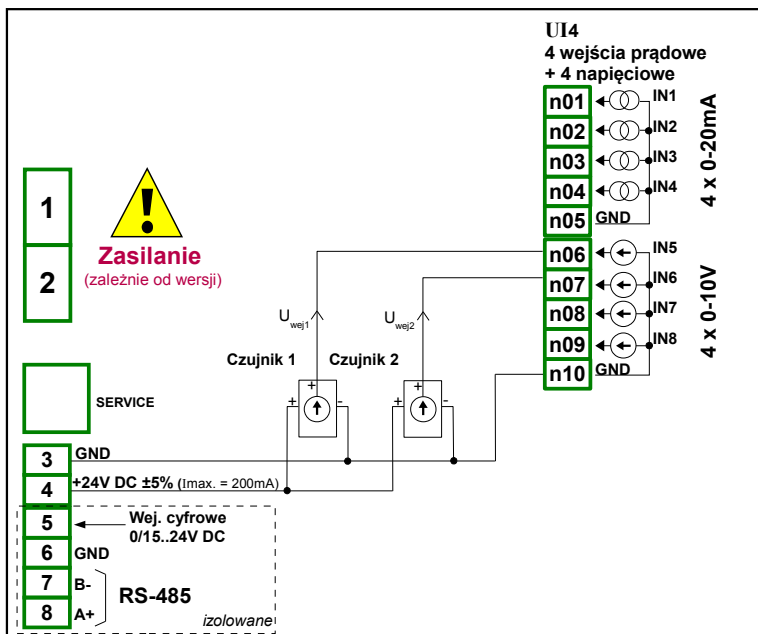 UI4
4 wejścia prądowe
+ 4 napięciowe
n01 IN1
n02 IN2
n03 IN3
n04 IN4
n05 GND
4 x 0-20mA
n06 IN5
n07 IN6
n08 IN7
n09 IN8
n10 GND
4 x 0-10V
1
2
!
Zasilanie
(zależnie od wersji)
U wej1
U wej2
Czujnik 1 Czujnik 2
+
+ -
+
+ -
SERVICE
3 GND
4 +24V DC ±5% (Imax. = 200mA)
5 Wej. cyfrowe
0/15..24V DC
6 GND
7 B-
RS-485
8 A+
izolowane